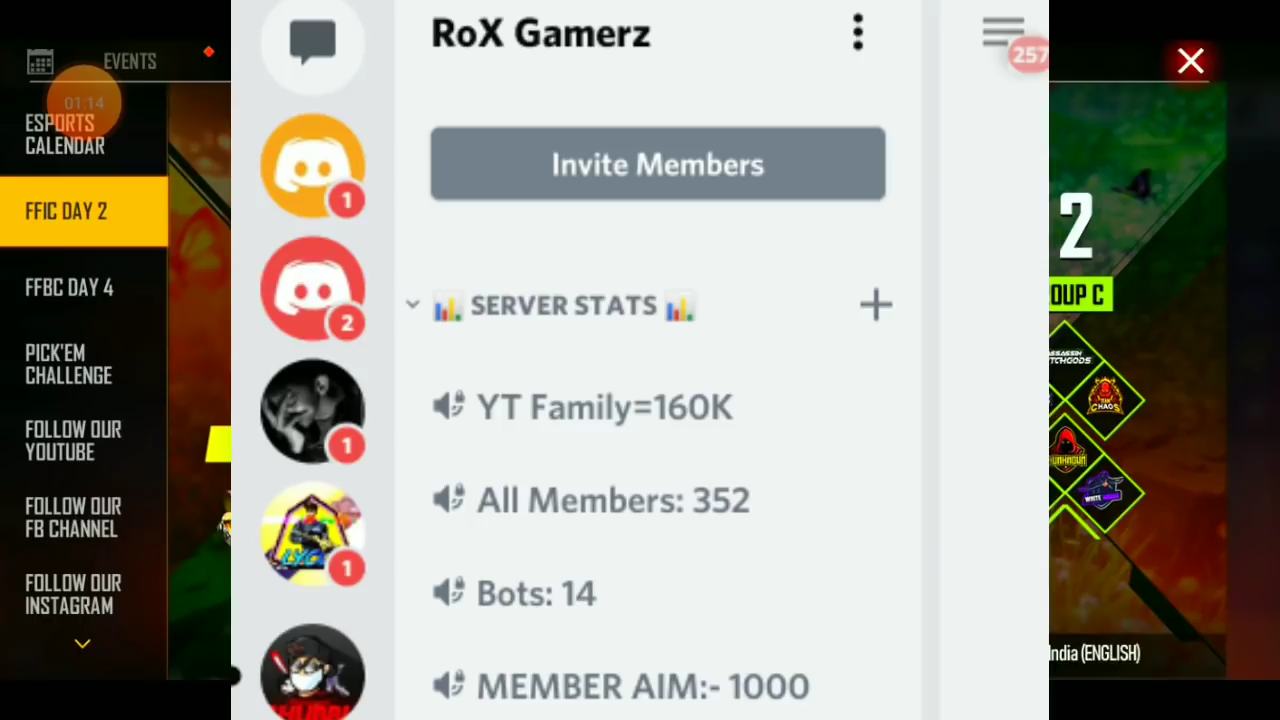 EVENTS
01:14
ESPORTS
CALENDAR
FFIC DAY 2
FFBC DAY 4
PICK'EM
CHALLENGE
FOLLOW OUR
YOUTUBE
FOLLOW OUR
FB CHANNEL
FOLLOW OUR
INSTAGRAM
RoX Gamerz
257
Invite Members
1
2
1
1
📊 SERVER STATS 📊
YT Family=160K
All Members: 352
Bots: 14
MEMBER AIM:- 1000
2
OUP C
CHAOS
WHITE
India (ENGLISH)